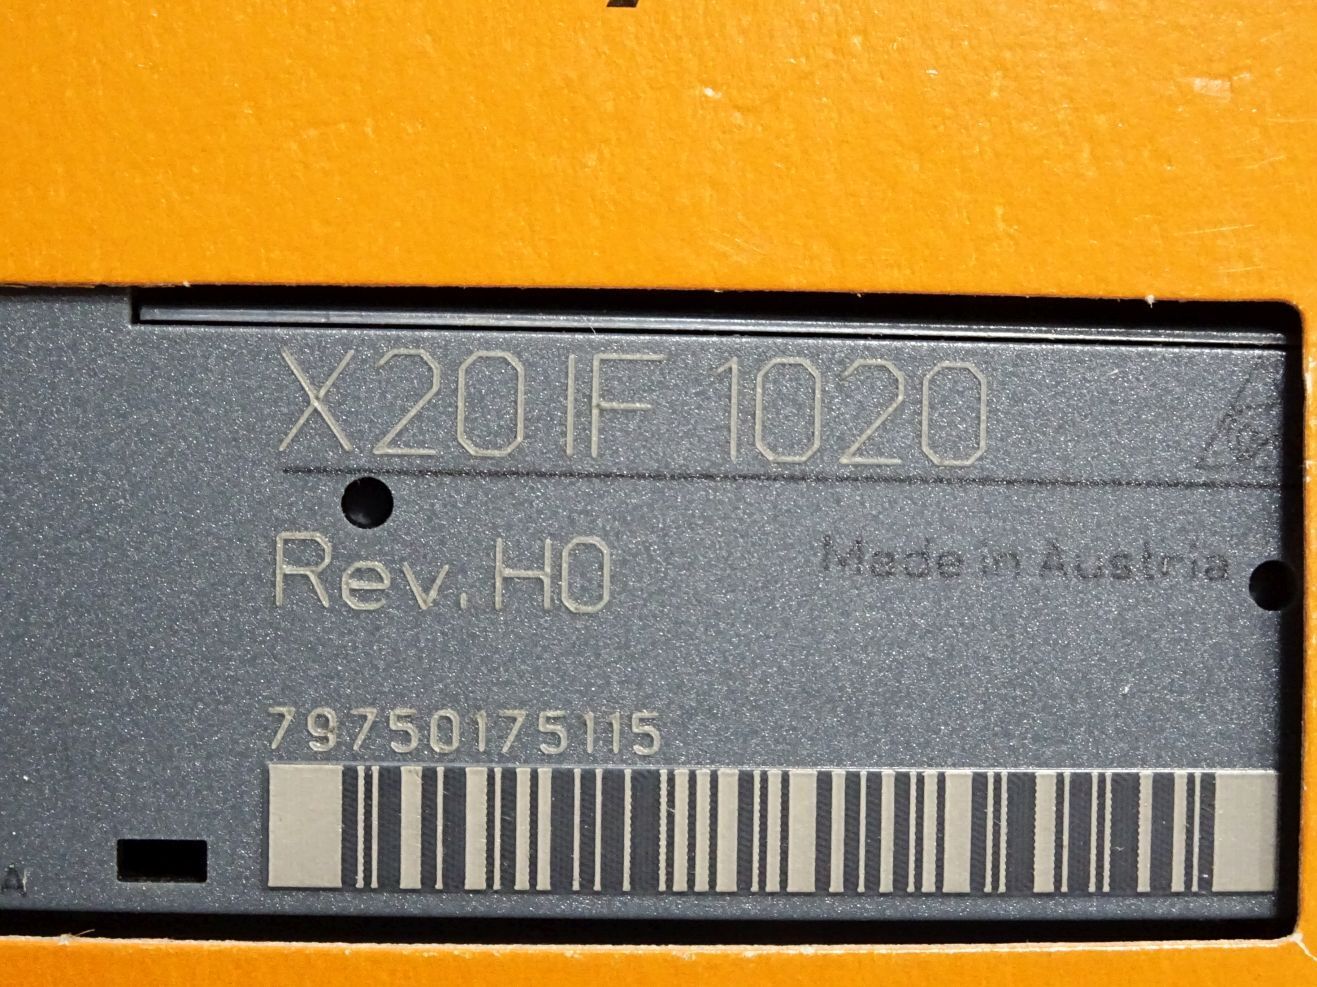 X20 IF 1020
Rev. H0
Made in Austria
79750175115
A